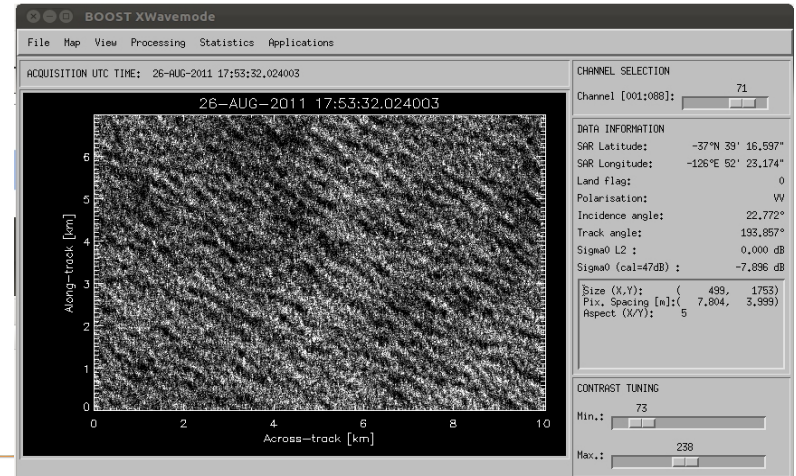 BOOST XWavemode
File Map View Processing Statistics Applications
ACQUISITION UTC TIME: 26-AUG-2011 17:53:32.024003
26-AUG-2011 17:53:32.024003
Along-track [km]
6
5
4
3
2
1
0
0 2 4 6 8 10
Across-track [km]
CHANNEL SELECTION
71
Channel [001:088]:
DATA INFORMATION
SAR Latitude: -37°N 39' 16.597"
SAR Longitude: -126°E 52' 23.174"
Land flag: 0
Polarisation: VV
Incidence angle: 22.772°
Track angle: 193.857°
Sigma0 L2 : 0.000 dB
Sigma0 (cal=47dB) : -7.896 dB
Size (X,Y): ( 499, 1753)
Pix. Spacing [m]:( 7.804, 3.999)
Aspect (X/Y): 5
CONTRAST TUNING
73
Min.:
238
Max.: